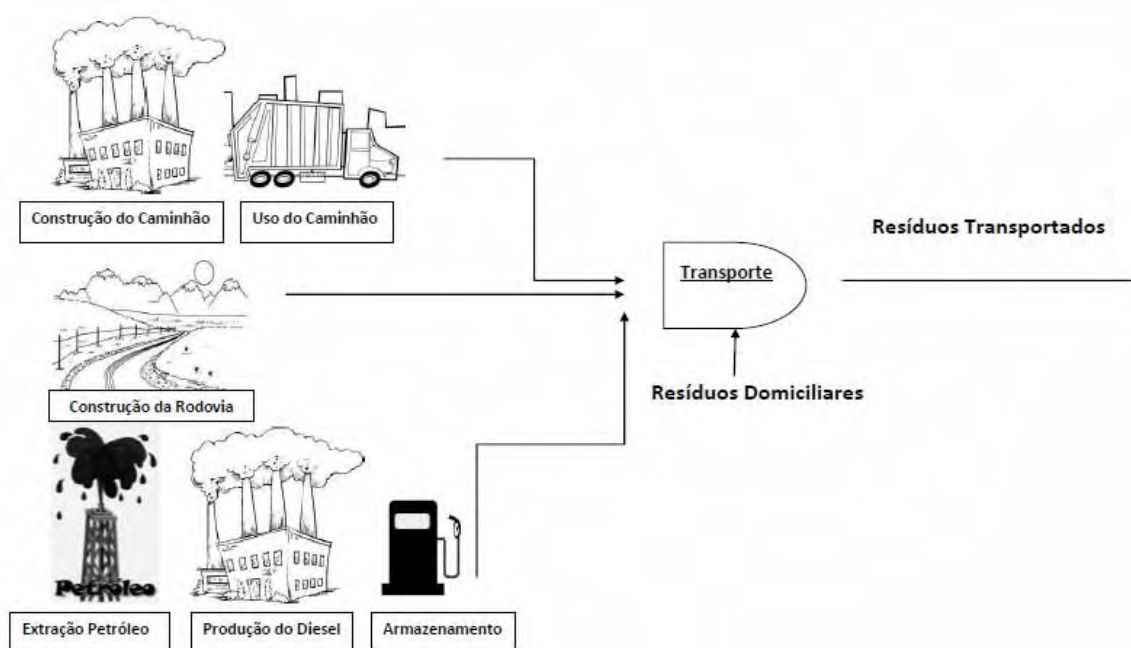 Construção do Caminhão
Uso do Caminhão
Resíduos Transportados
Transporte
Construção da Rodovia
Resíduos Domiciliares
Petróleo
Extração Petróleo
Produção do Diesel
Armazenamento